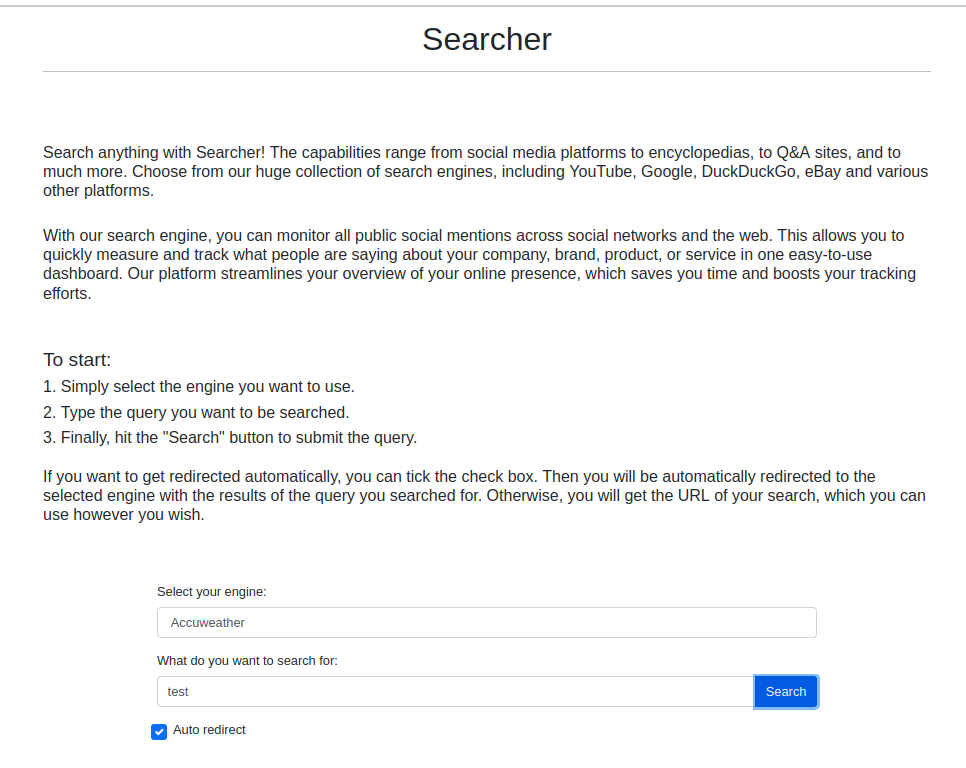 Searcher
Search anything with Searcher! The capabilities range from social media platforms to encyclopedias, to Q&A sites, and to
much more. Choose from our huge collection of search engines, including YouTube, Google, DuckDuckGo, eBay and various
other platforms.
With our search engine, you can monitor all public social mentions across social networks and the web. This allows you to
quickly measure and track what people are saying about your company, brand, product, or service in one easy-to-use
dashboard. Our platform streamlines your overview of your online presence, which saves you time and boosts your tracking
efforts.
To start:
1. Simply select the engine you want to use.
2. Type the query you want to be searched.
3. Finally, hit the "Search" button to submit the query.
If you want to get redirected automatically, you can tick the check box. Then you will be automatically redirected to the
selected engine with the results of the query you searched for. Otherwise, you will get the URL of your search, which you can
use however you wish.
Select your engine:
Accuweather
What do you want to search for:
test
Search
Auto redirect